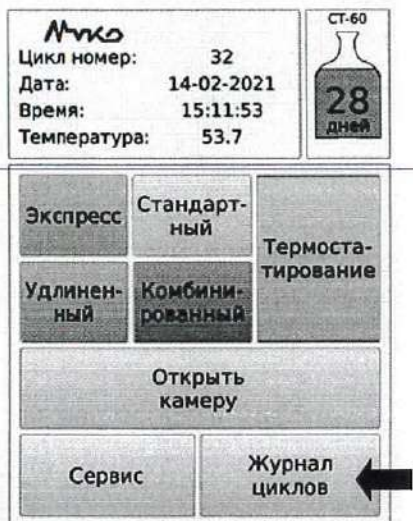 Цикл номер: 32
Дата: 14-02-2021
Время: 15:11:53
Температура: 53.7
СТ-60
28
дней
Экспресс
Стандарт-
ный
Термоста-
тирование
Удлинен-
ный
Комбини-
рованный
Открыть
камеру
Сервис
Журнал
циклов